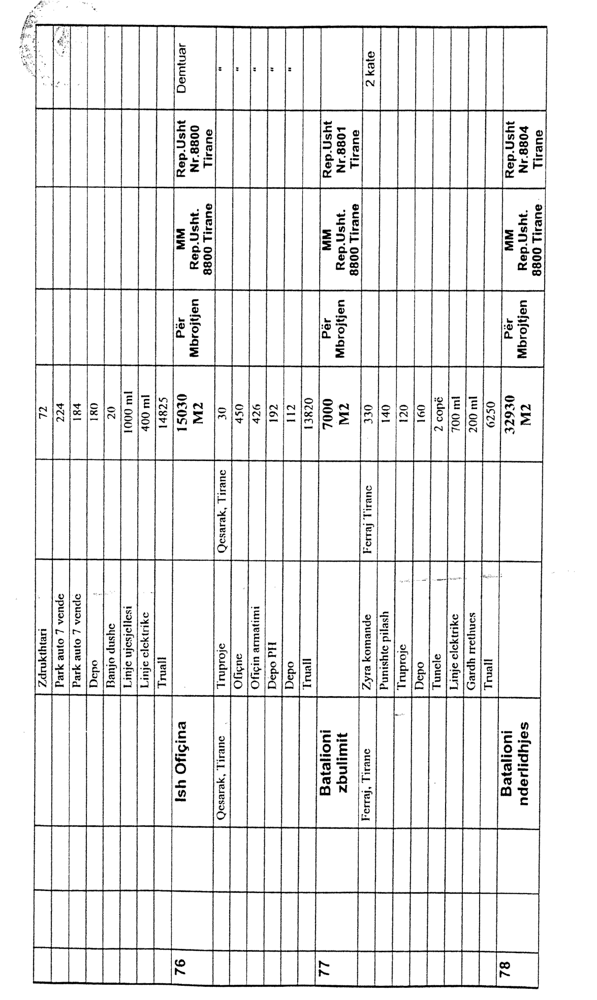 Zdrukthtari 72
Park auto 7 vende 224
Park auto 7 vende 184
Depo 180
Banjo dushe 20
Linje ujesjellesi 1000 ml
Linje elektrike 400 ml
Truall 14825
76 Ish Ofiçina 15030 M2 Për Mbrojtjen MM Rep.Usht. 8800 Tirane Rep.Usht Nr.8800 Tirane Demtuar
Qesarak, Tirane Truproje Qesarak, Tirane 30 “
Ofiçne 450 “
Ofiçin armatimi 426 “
Depo PH 192 “
Depo 112 “
Truall 13820
77 Batalioni zbulimit 7000 M2 Për Mbrojtjen MM Rep.Usht. 8800 Tirane Rep.Usht Nr.8801 Tirane
Ferraj, Tirane Zyra komande Ferraj Tirane 330 2 kate
Punishte pilash 140
Truproje 120
Depo 160
Tunele 2 copë
Linje elektrike 700 ml
Gardh rrethues 200 ml
Truall 6250
78 Batalioni nderlidhjes 32930 M2 Për Mbrojtjen MM Rep.Usht. 8800 Tirane Rep.Usht Nr.8804 Tirane